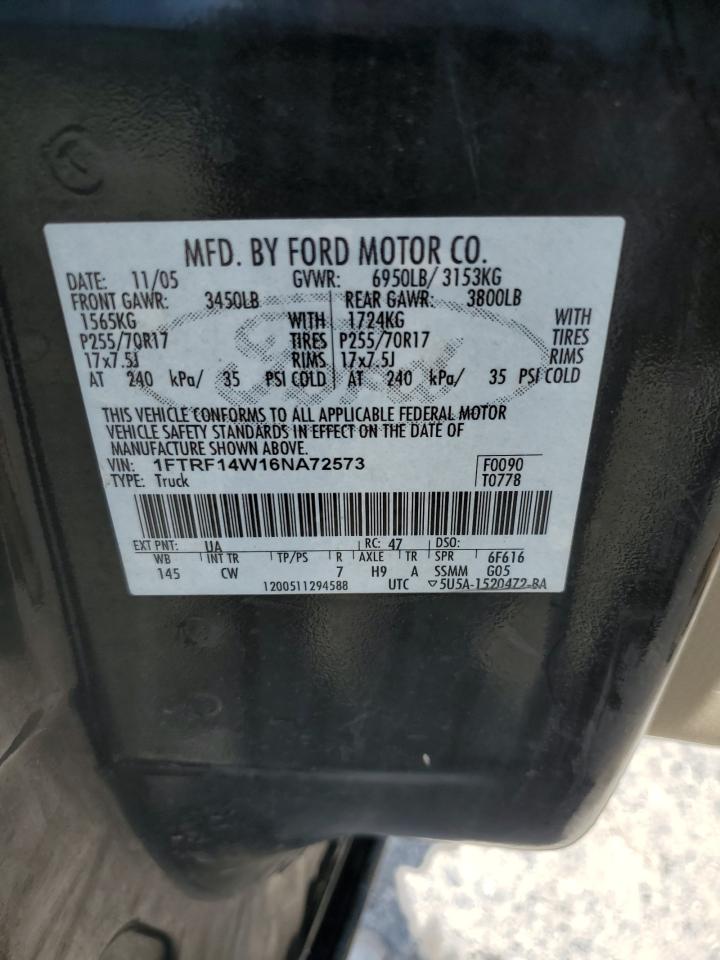 MFD. BY FORD MOTOR CO.
DATE: 11/05 GVWR: 6950LB/ 3153KG
FRONT GAWR: 3450LB REAR GAWR: 3800LB
1565KG WITH 1724KG WITH
P255/70R17 TIRES P255/70R17 TIRES
17x7.5J RIMS 17x7.5J RIMS
AT 240 kPa/ 35 PSI COLD AT 240 kPa/ 35 PSI COLD
THIS VEHICLE CONFORMS TO ALL APPLICABLE FEDERAL MOTOR
VEHICLE SAFETY STANDARDS IN EFFECT ON THE DATE OF
MANUFACTURE SHOWN ABOVE.
VIN: 1FTRF14W16NA72573 F0090
TYPE: Truck T0778
EXT PNT: UA RC: 47 DSO:
WB INT TR TP/PS R AXLE TR SPR 6F616
145 CW 7 H9 A SSMM G05
1200511294588 UTC ▽5U5A-1520472-BA